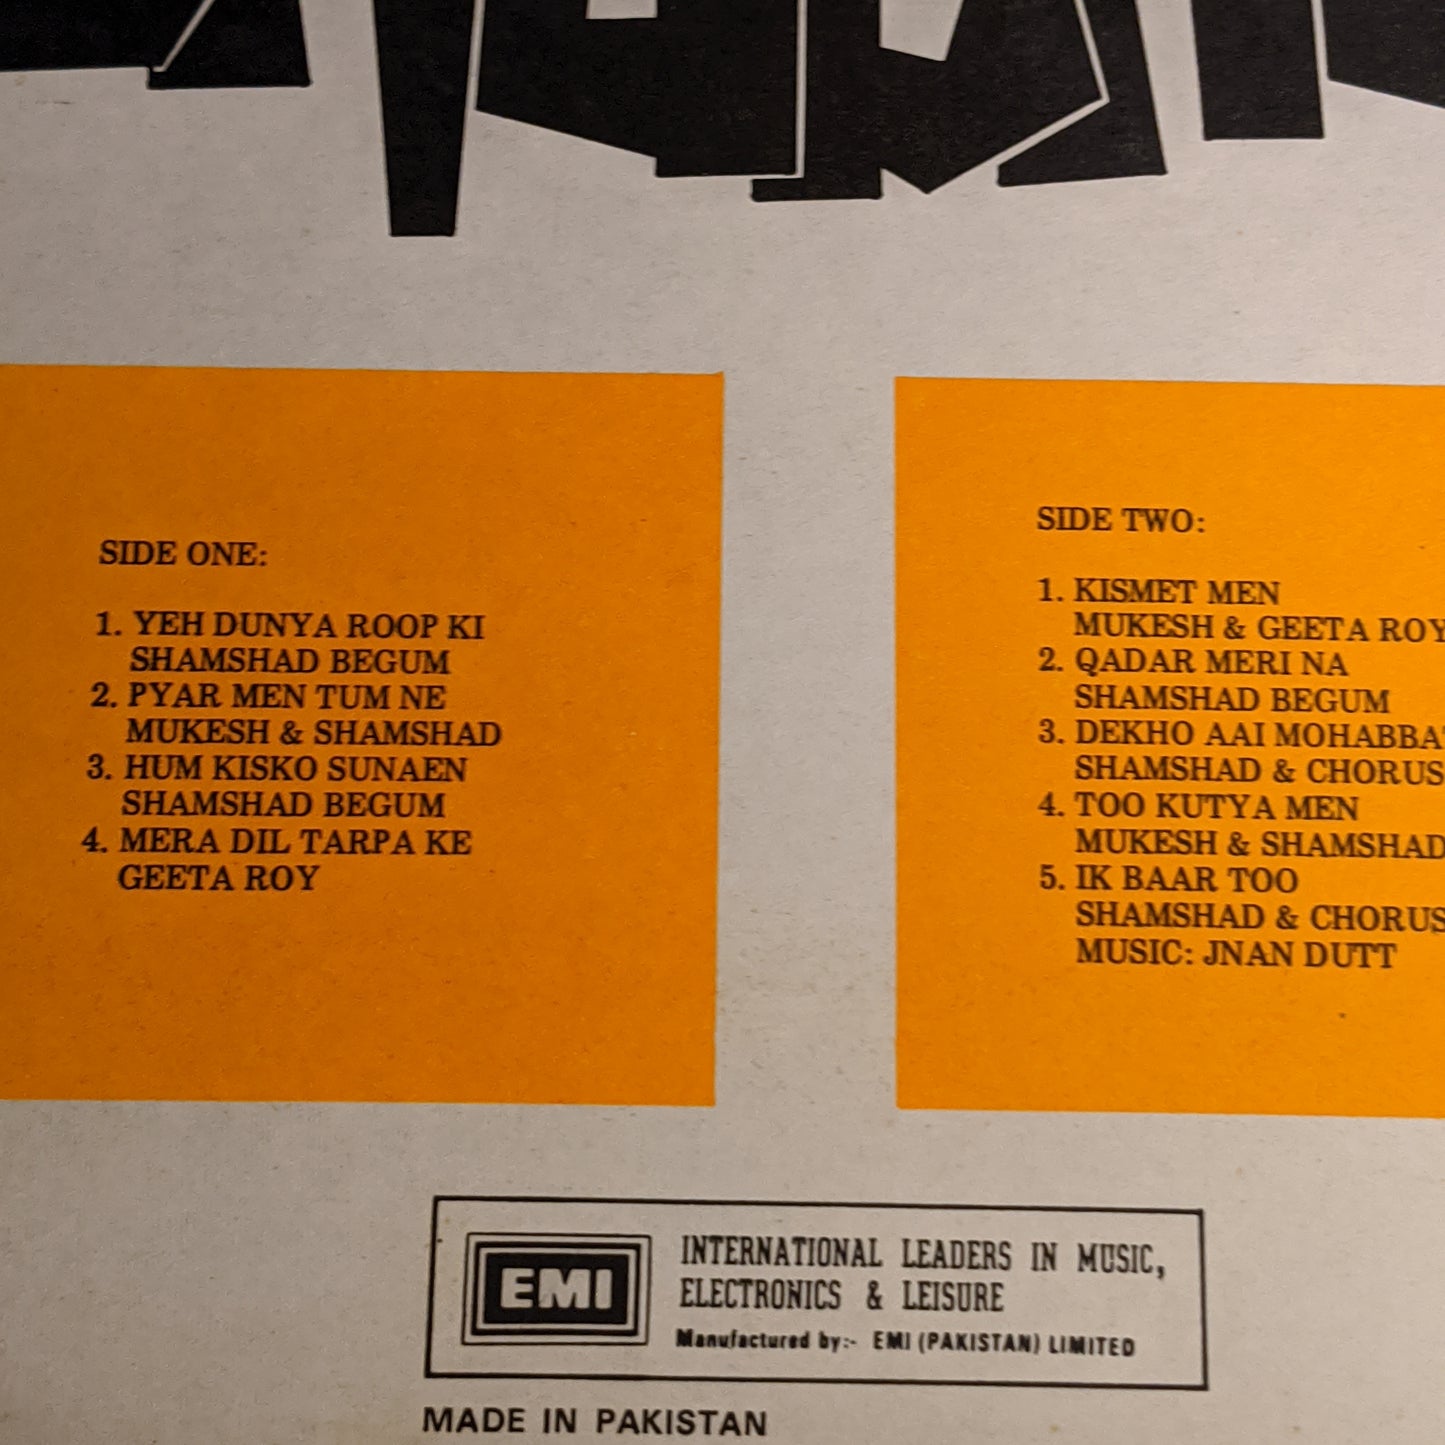 SIDE ONE:
1. YEH DUNYA ROOP KI
SHAMSHAD BEGUM
2. PYAR MEN TUM NE
MUKESH & SHAMSHAD
3. HUM KISKO SUNAEN
SHAMSHAD BEGUM
4. MERA DIL TARPA KE
GEETA ROY
SIDE TWO:
1. KISMET MEN
MUKESH & GEETA ROY
2. QADAR MERI NA
SHAMSHAD BEGUM
3. DEKHO AAI
SHAMSHAD & CHORUS
4. TOO KUTYA MEN
MUKESH & SHAMSHAD
5. IK BAAR TOO
SHAMSHAD & CHORUS
MUSIC: JNAN DUTT
EMI
INTERNATIONAL LEADERS IN MUSIC,
ELECTRONICS & LEISURE
Manufactured by:- EMI (PAKISTAN) LIMITED
MADE IN PAKISTAN